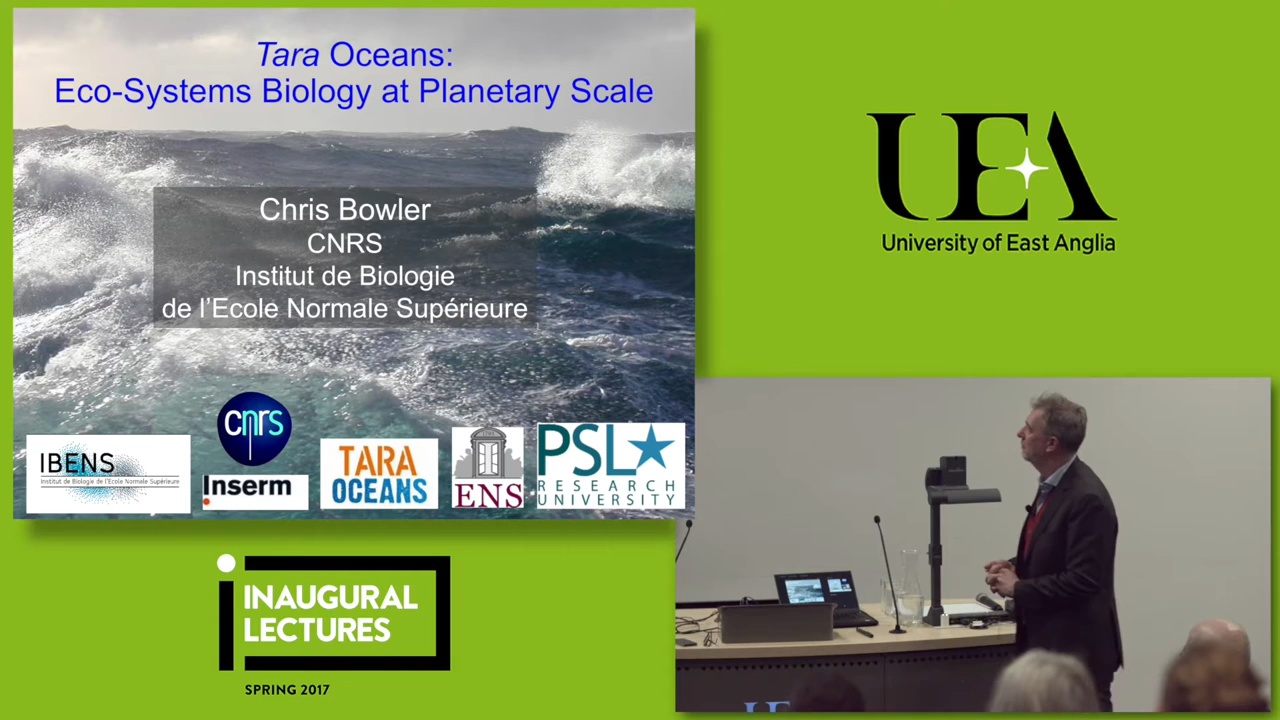 Tara Oceans:
Eco-Systems Biology at Planetary Scale
Chris Bowler
CNRS
Institut de Biologie
de l'Ecole Normale Supérieure
IBENS
Institut de Biologie de l'Ecole Normale Supérieure
cnrs
Inserm
TARA
OCEANS
ENS
PSL
RESEARCH
UNIVERSITY
UEA
University of East Anglia
INAUGURAL
LECTURES
SPRING 2017